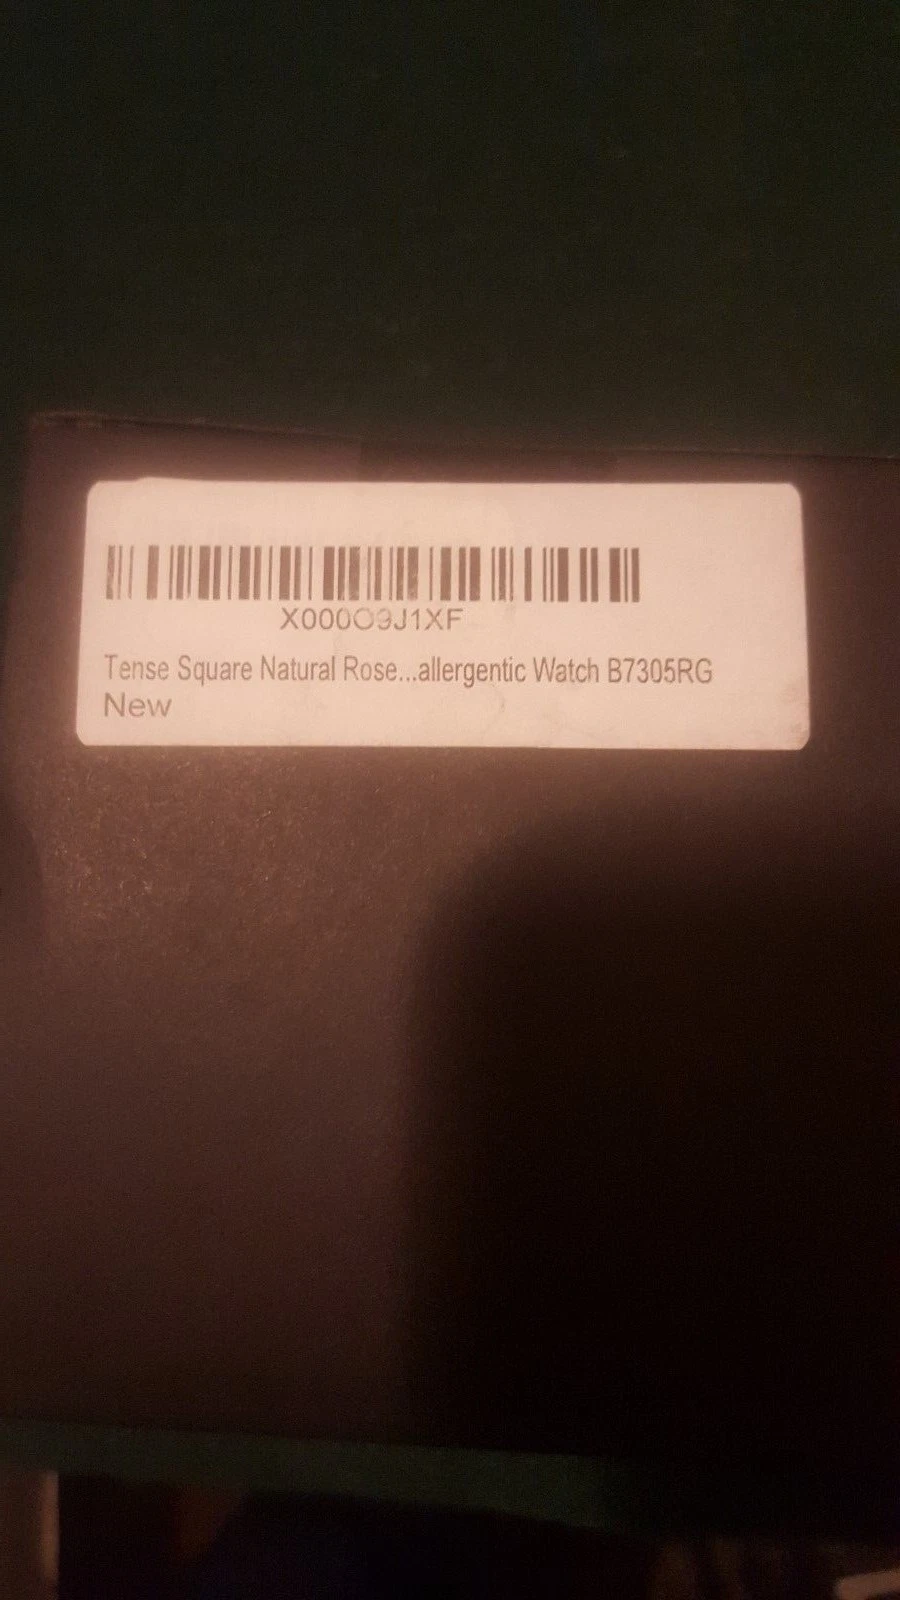 X000O9J1XF
Tense Square Natural Rose...allergentic Watch B7305RG
New